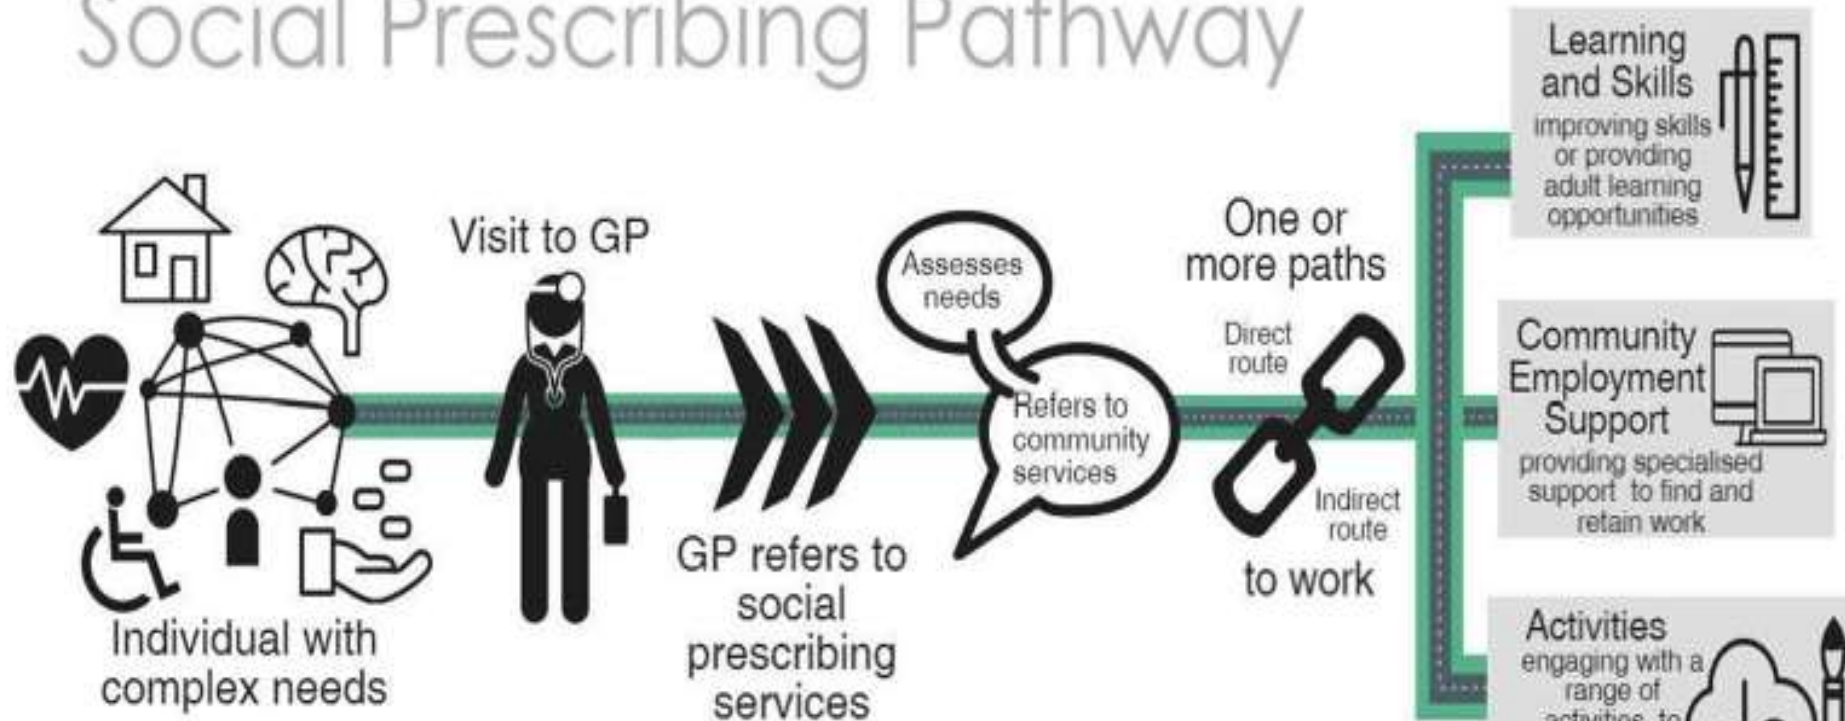 Social Prescribing Pathway
Individual with
complex needs
Visit to GP
GP refers to
social
prescribing
services
Assesses
needs
Refers to
community
services
One or
more paths
Direct
route
Indirect
route
to work
Learning
and Skills
improving skills
or providing
adult learning
opportunities
Community
Employment
Support
providing specialised
support to find and
retain work
Activities
engaging with a
range of
activities to